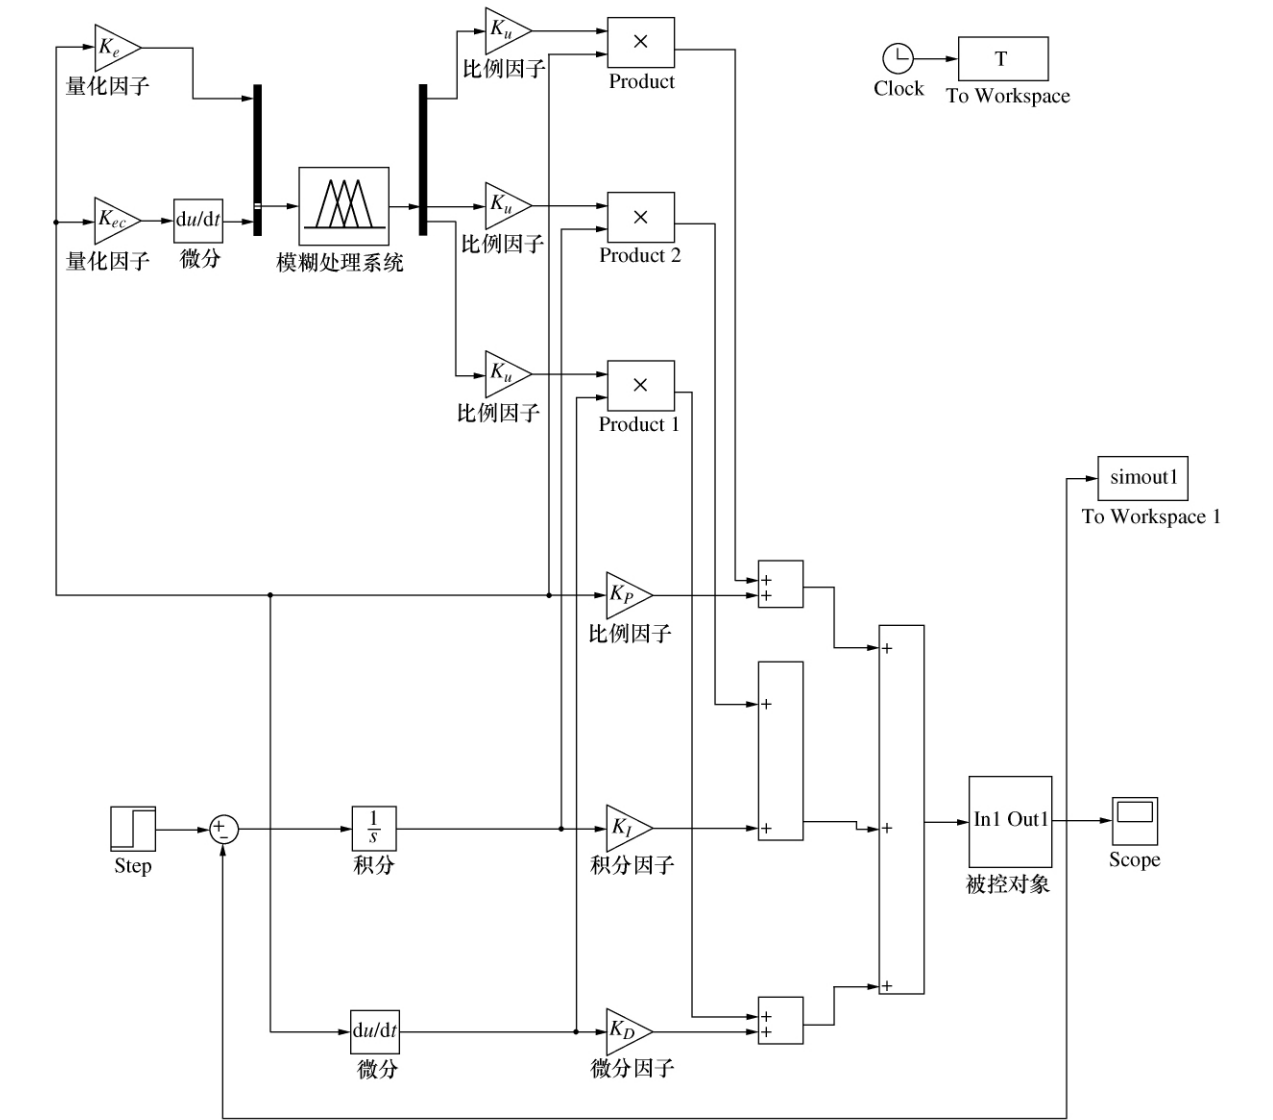 Ke
量化因子
Ku
比例因子
×
Product
Clock
T
To Workspace
Kec
量化因子
du/dt
微分
模糊处理系统
Ku
比例因子
×
Product 2
Ku
比例因子
×
Product 1
simout1
To Workspace 1
KP
比例因子
+
+
+
+
Step
+
−
1
s
积分
KI
积分因子
+
+
In1 Out1
被控对象
Scope
+
du/dt
微分
KD
微分因子
+
+